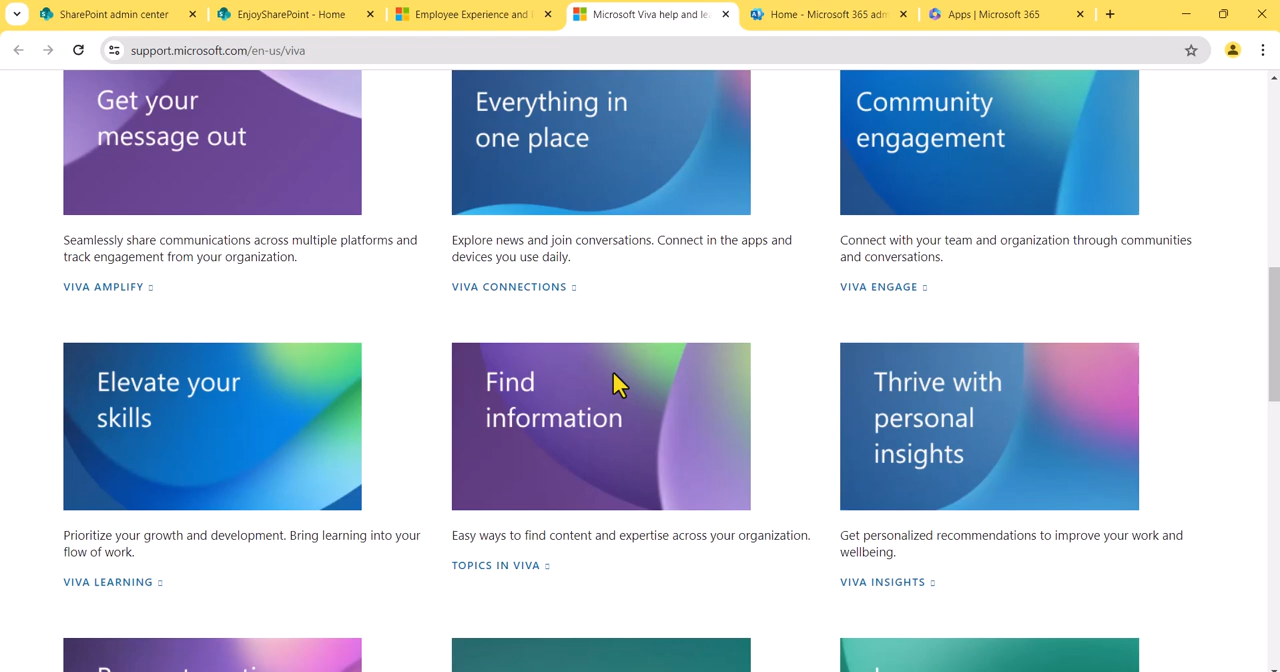 SharePoint admin center
EnjoySharePoint - Home
Employee Experience and
Microsoft Viva help and le
Home - Microsoft 365 adm
Apps | Microsoft 365
support.microsoft.com/en-us/viva
Get your
message out
Seamlessly share communications across multiple platforms and
track engagement from your organization.
VIVA AMPLIFY
Everything in
one place
Explore news and join conversations. Connect in the apps and
devices you use daily.
VIVA CONNECTIONS
Community
engagement
Connect with your team and organization through communities
and conversations.
VIVA ENGAGE
Elevate your
skills
Prioritize your growth and development. Bring learning into your
flow of work.
VIVA LEARNING
Find
information
Easy ways to find content and expertise across your organization.
TOPICS IN VIVA
Thrive with
personal
insights
Get personalized recommendations to improve your work and
wellbeing.
VIVA INSIGHTS